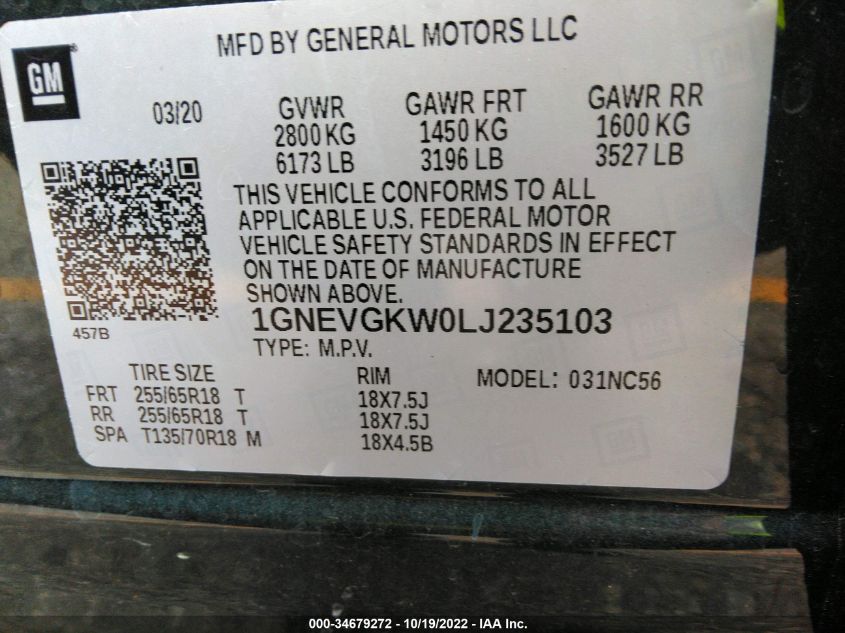 MFD BY GENERAL MOTORS LLC
GM
03/20
GVWR GAWR FRT GAWR RR
2800 KG 1450 KG 1600 KG
6173 LB 3196 LB 3527 LB
THIS VEHICLE CONFORMS TO ALL
APPLICABLE U.S. FEDERAL MOTOR
VEHICLE SAFETY STANDARDS IN EFFECT
ON THE DATE OF MANUFACTURE
SHOWN ABOVE.
1GNEVGKW0LJ235103
457B
TYPE: M.P.V.
TIRE SIZE RIM MODEL: 031NC56
FRT 255/65R18 T 18X7.5J
RR 255/65R18 T 18X7.5J
SPA T135/70R18 M 18X4.5B
000-34679272 - 10/19/2022 - IAA Inc.